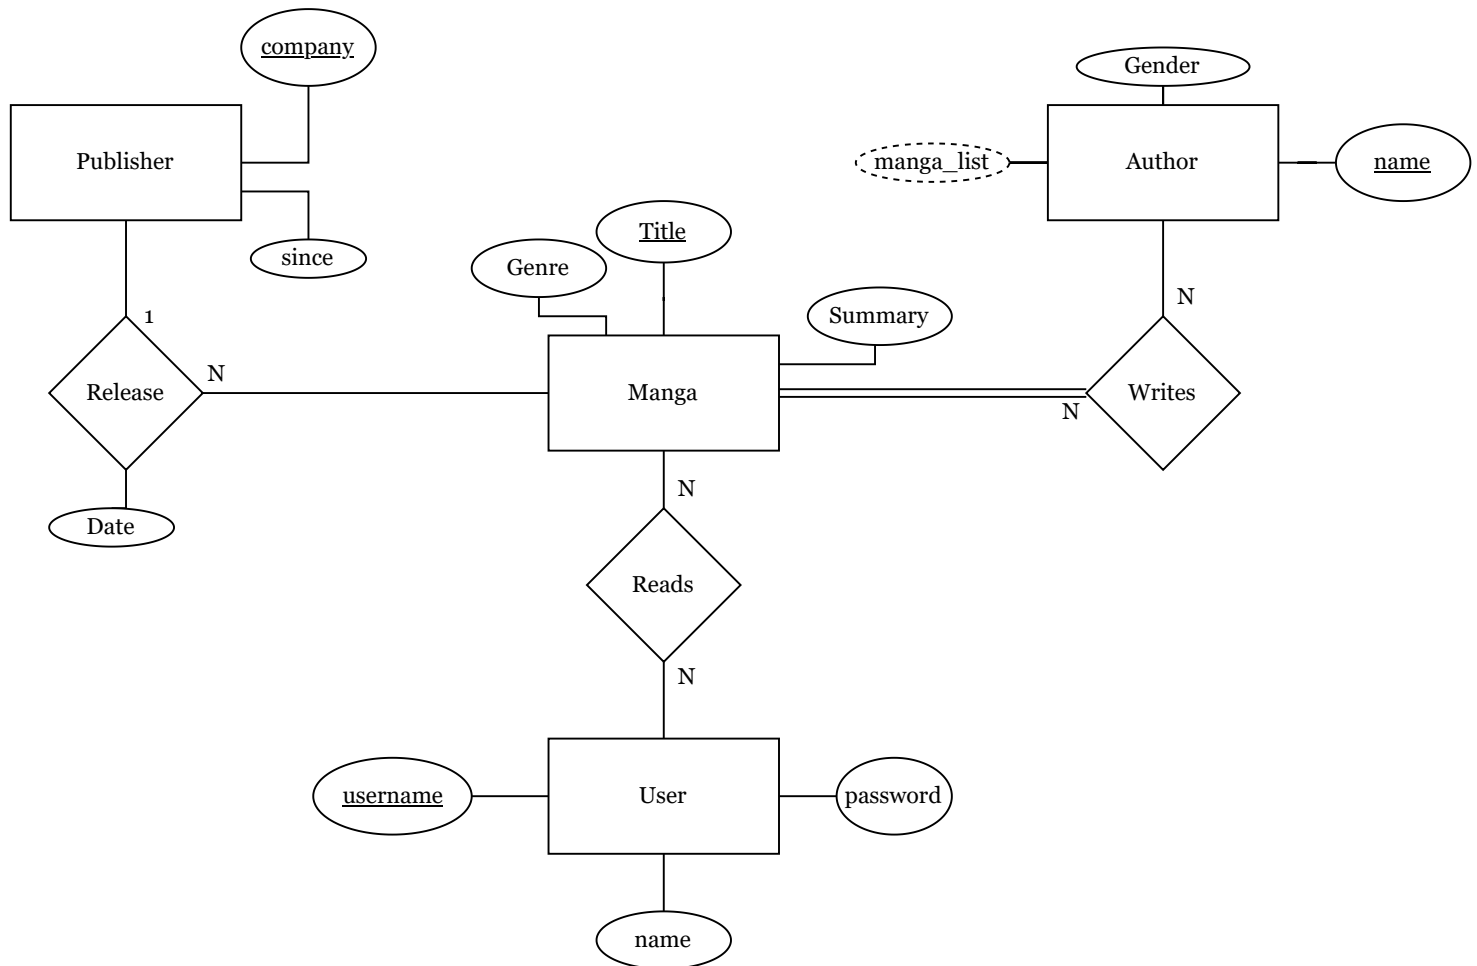 company
Gender
Publisher
manga_list
Author
name
Title
since
Genre
N
Summary
1
N
Release
Manga
N
Writes
N
Date
Reads
N
username
User
password
name